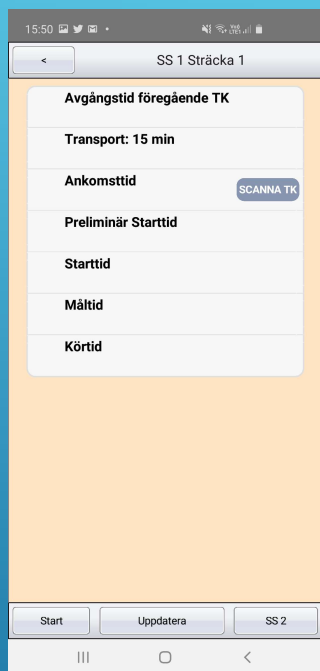 15:50
<
SS 1 Sträcka 1
Avgångstid föregående TK
Transport: 15 min
Ankomsttid
SCANNA TK
Preliminär Starttid
Starttid
Måltid
Körtid
Start
Uppdatera
SS 2